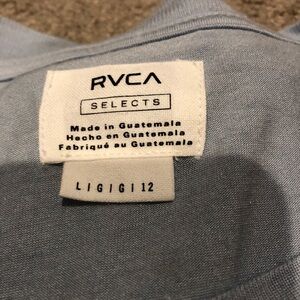 RVCA
SELECTS
Made in Guatemala
Hecho en Guatemala
Fabriqué au Guatemala
L|G|G|12